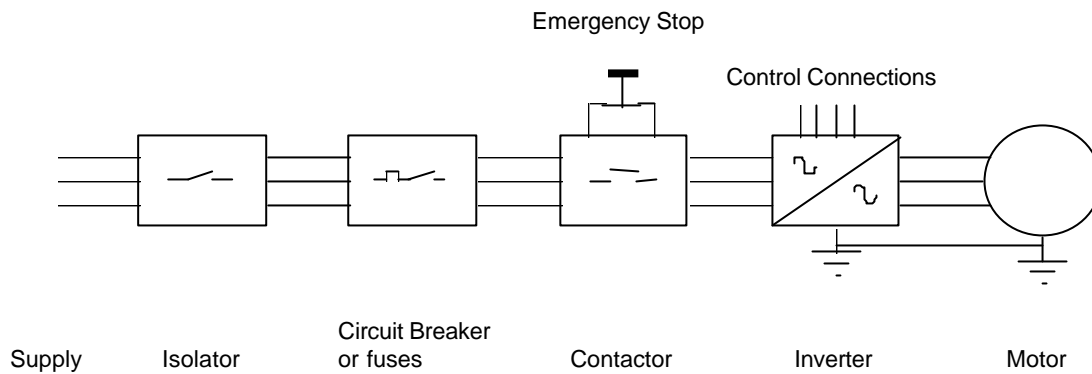 Emergency Stop
Control Connections
Supply
Isolator
Circuit Breaker
or fuses
Contactor
Inverter
Motor